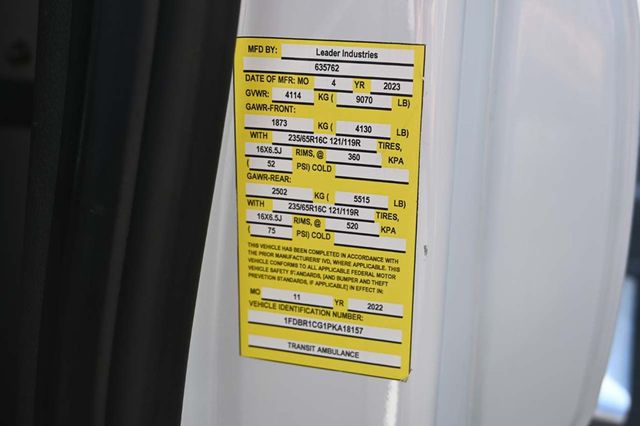 MFD BY: Leader Industries
635762
DATE OF MFR: MO 4 YR 2023
GVWR: 4114 KG ( 9070 LB)
GAWR-FRONT:
1873 KG ( 4130 LB)
WITH 235/65R16C 121/119R TIRES,
16X6.5J RIMS, @ 360 KPA
( 52 PSI) COLD
GAWR-REAR:
2502 KG ( 5515 LB)
WITH 235/65R16C 121/119R TIRES,
16X6.5J RIMS, @ 520 KPA
( 75 PSI) COLD
THIS VEHICLE HAS BEEN COMPLETED IN ACCORDANCE WITH
THE PRIOR MANUFACTURERS' IVD, WHERE APPLICABLE. THIS
VEHICLE CONFORMS TO ALL APPLICABLE FEDERAL MOTOR
VEHICLE SAFETY STANDARDS, [AND BUMPER AND THEFT
PREVENTION STANDARDS, IF APPLICABLE] IN EFFECT IN:
MO 11 YR 2022
VEHICLE IDENTIFICATION NUMBER:
1FDBR1CG1PKA18157
TRANSIT AMBULANCE